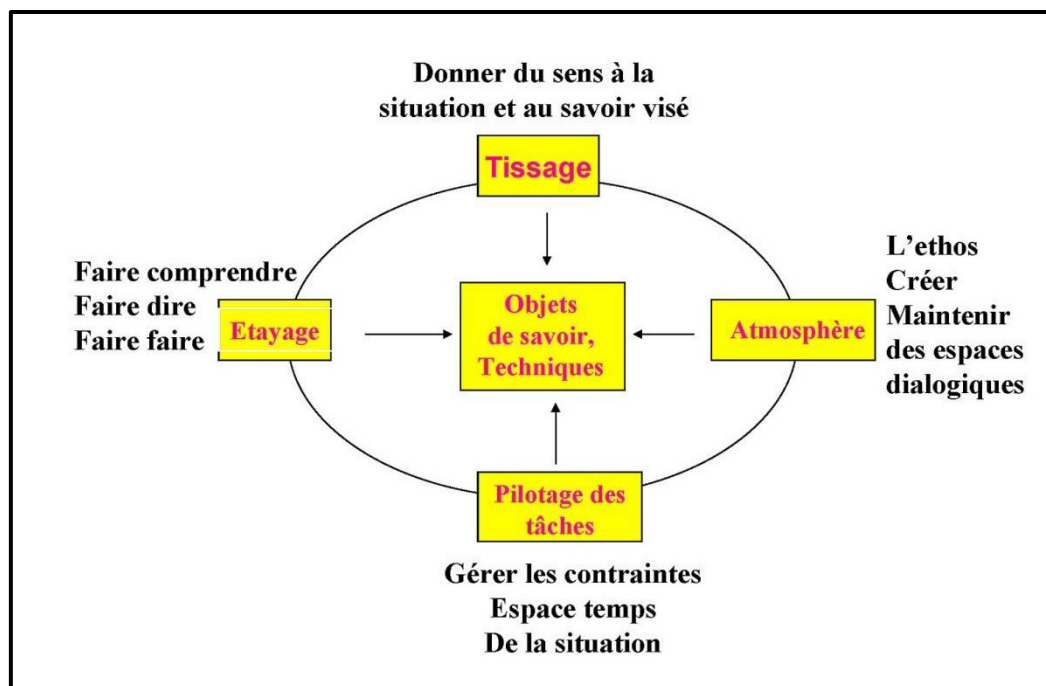 Donner du sens à la
situation et au savoir visé
Tissage
Faire comprendre
Faire dire
Faire faire
Etayage
Objets
de savoir,
Techniques
Atmosphère
L’ethos
Créer
Maintenir
des espaces
dialogiques
Pilotage des
tâches
Gérer les contraintes
Espace temps
De la situation